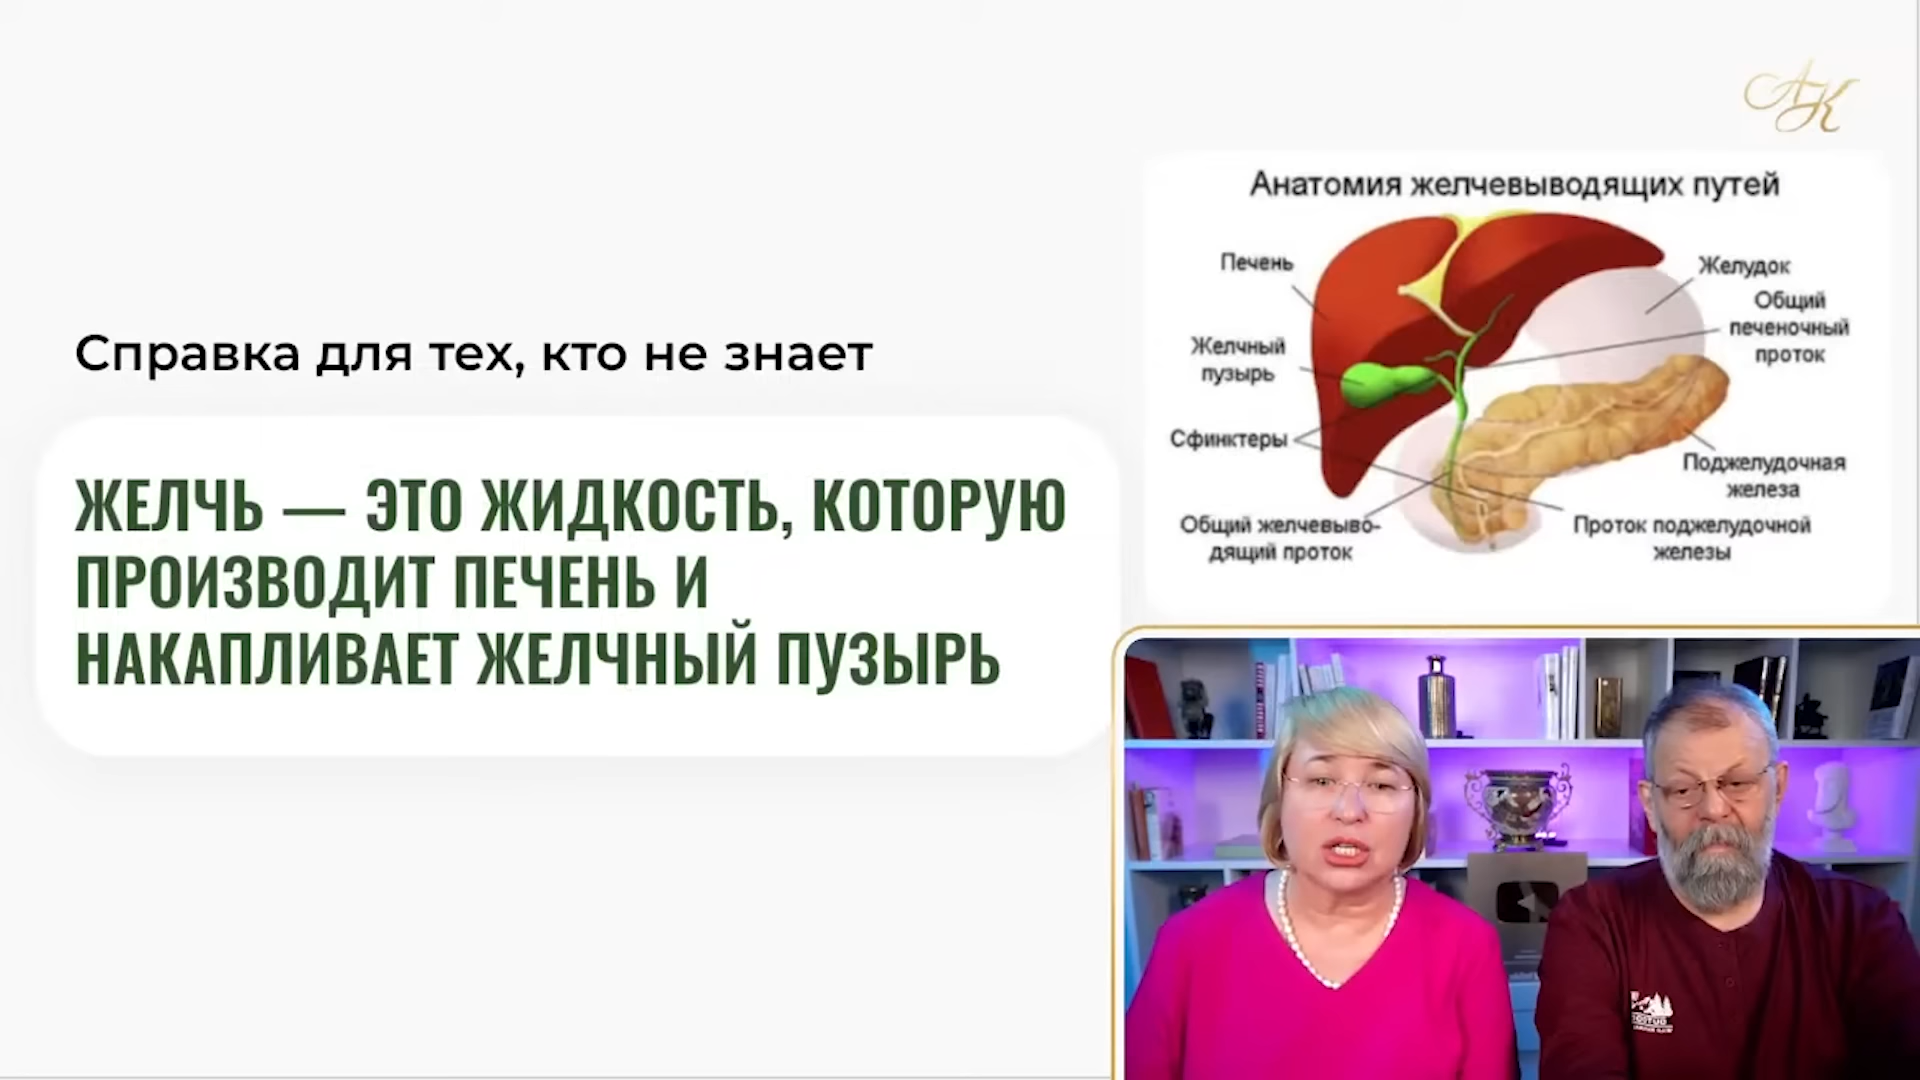 АК
Анатомия желчевыводящих путей
Печень
Желудок
Общий
печеночный
проток
Желчный
пузырь
Сфинктеры
Поджелудочная
железа
Общий желчевыво-
дящий проток
Проток поджелудочной
железы
Справка для тех, кто не знает
ЖЕЛЧЬ — ЭТО ЖИДКОСТЬ, КОТОРУЮ
ПРОИЗВОДИТ ПЕЧЕНЬ И
НАКАПЛИВАЕТ ЖЕЛЧНЫЙ ПУЗЫРЬ